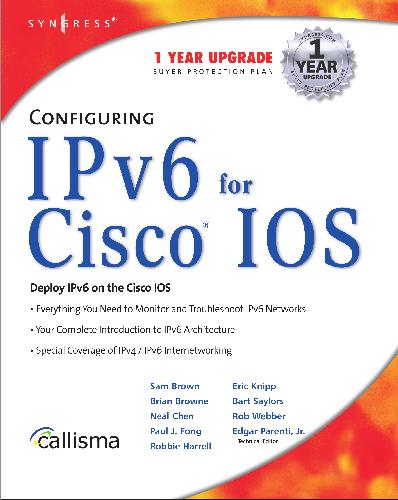 SYNGRESS®
1 YEAR UPGRADE
BUYER PROTECTION PLAN
1
YEAR
UPGRADE
CONFIGURING
IPv6 for
Cisco® IOS
Deploy IPv6 on the Cisco IOS
• Everything You Need to Monitor and Troubleshoot IPv6 Networks
• Your Complete Introduction to IPv6 Architecture
• Special Coverage of IPv4 / IPv6 Internetworking
Sam Brown
Brian Browne
Neal Chen
Paul J. Fong
Robbie Harrell
Eric Knipp
Bart Saylors
Rob Webber
Edgar Parenti, Jr.
Technical Editor
callisma